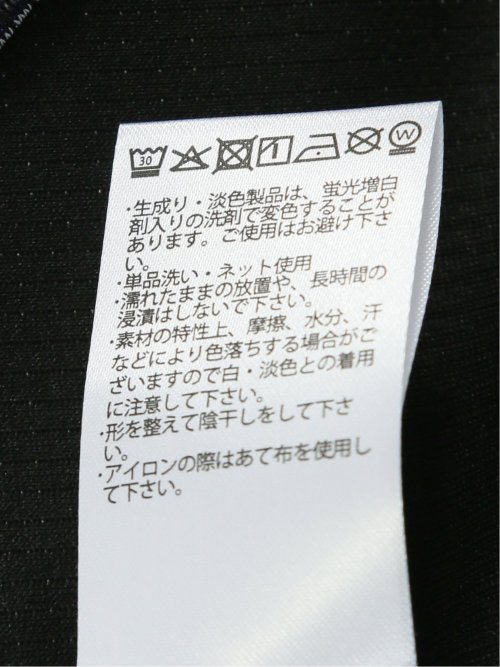 30 W
・生成り・淡色製品は、蛍光増白
剤入りの洗剤で変色することが
あります。ご使用はお避け下さ
い。
・単品洗い・ネット使用
・濡れたままの放置や、長時間の
浸漬はしないで下さい。
・素材の特性上、摩擦、水分、汗
などにより色落ちする場合がご
ざいますので白・淡色との着用
に注意して下さい。
・形を整えて陰干しをして下さ
い。
・アイロンの際はあて布を使用し
て下さい。